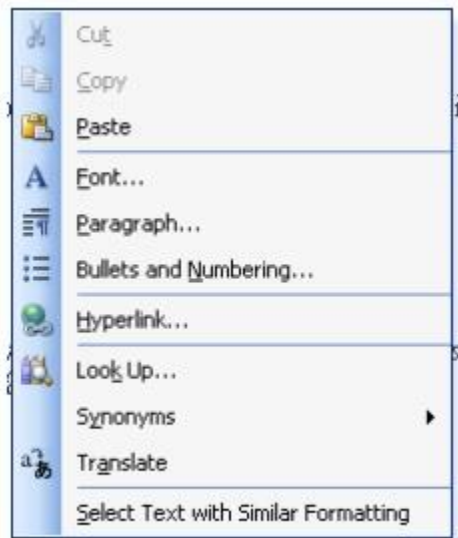 Cut
Copy
Paste
Font...
Paragraph...
Bullets and Numbering...
Hyperlink...
Look Up...
Synonyms
Translate
Select Text with Similar Formatting